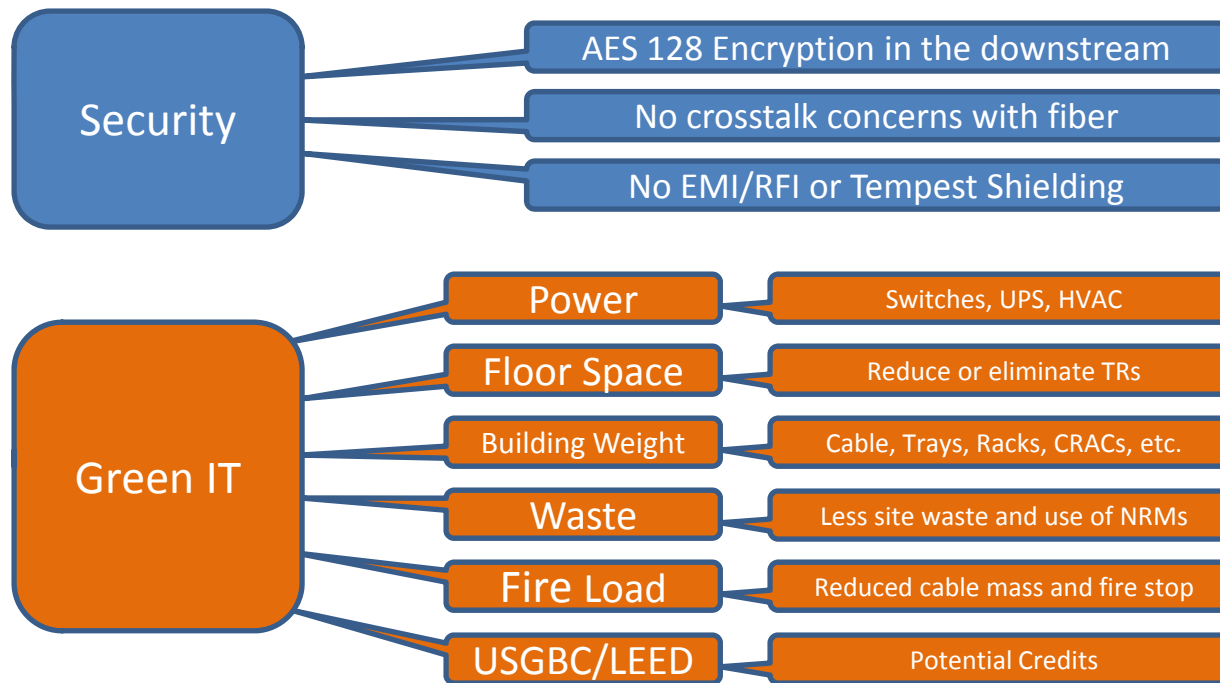 Security
AES 128 Encryption in the downstream
No crosstalk concerns with fiber
No EMI/RFI or Tempest Shielding
Green IT
Power
Switches, UPS, HVAC
Floor Space
Reduce or eliminate TRs
Building Weight
Cable, Trays, Racks, CRACs, etc.
Waste
Less site waste and use of NRMs
Fire Load
Reduced cable mass and fire stop
USGBC/LEED
Potential Credits